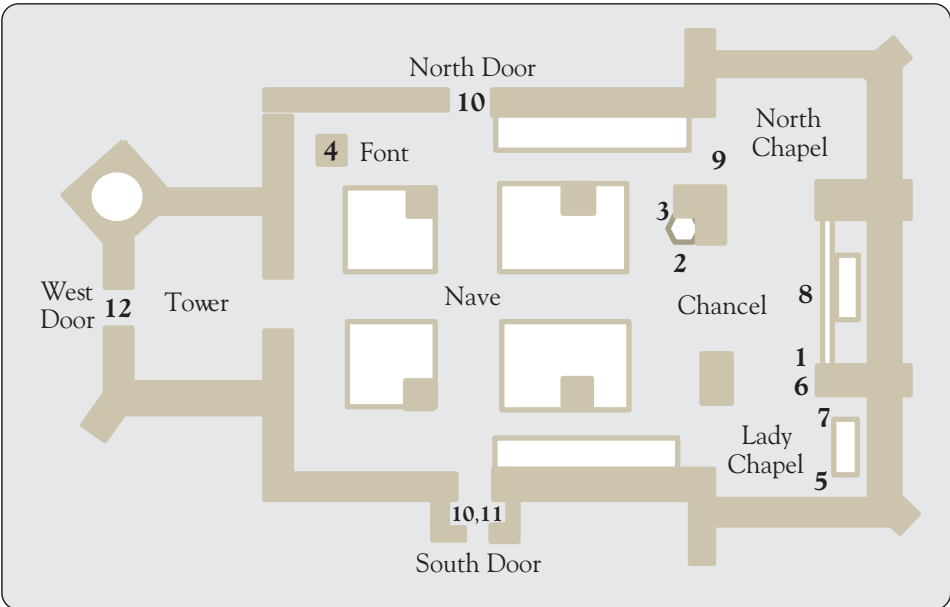 North Door
10
North
Chapel
4 Font
9
3
2
West
Door
12
Tower
Nave
Chancel
8
1
6
7
Lady
Chapel
5
10,11
South Door